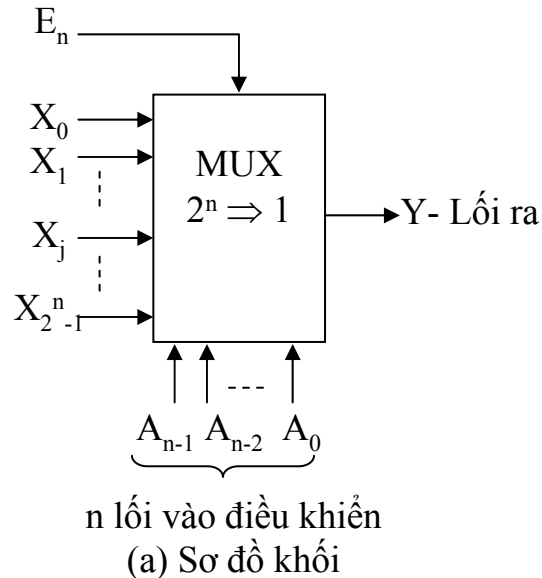 Eₙ
X₀
X₁
MUX
2ⁿ ⇒ 1
Y- Lối ra
Xⱼ
X₂ⁿ₋₁
Aₙ₋₁ Aₙ₋₂ A₀
n lối vào điều khiển
(a) Sơ đồ khối